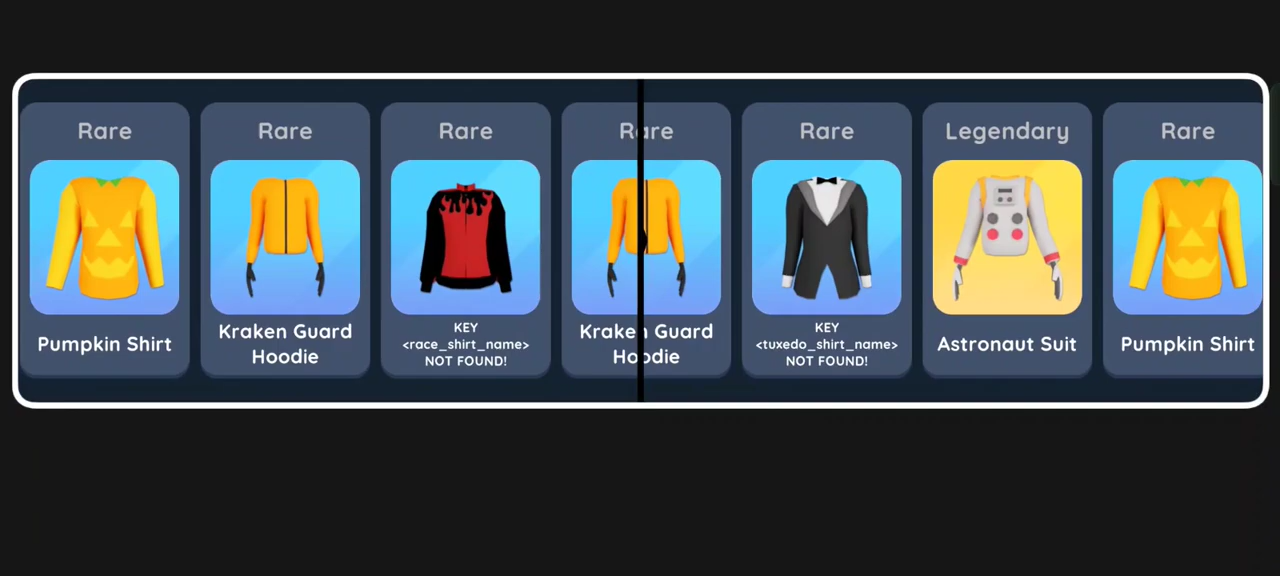 Rare
Pumpkin Shirt
Rare
Kraken Guard
Hoodie
Rare
KEY
<race_shirt_name>
NOT FOUND!
Rare
Kraken Guard
Hoodie
Rare
KEY
<tuxedo_shirt_name>
NOT FOUND!
Legendary
Astronaut Suit
Rare
Pumpkin Shirt